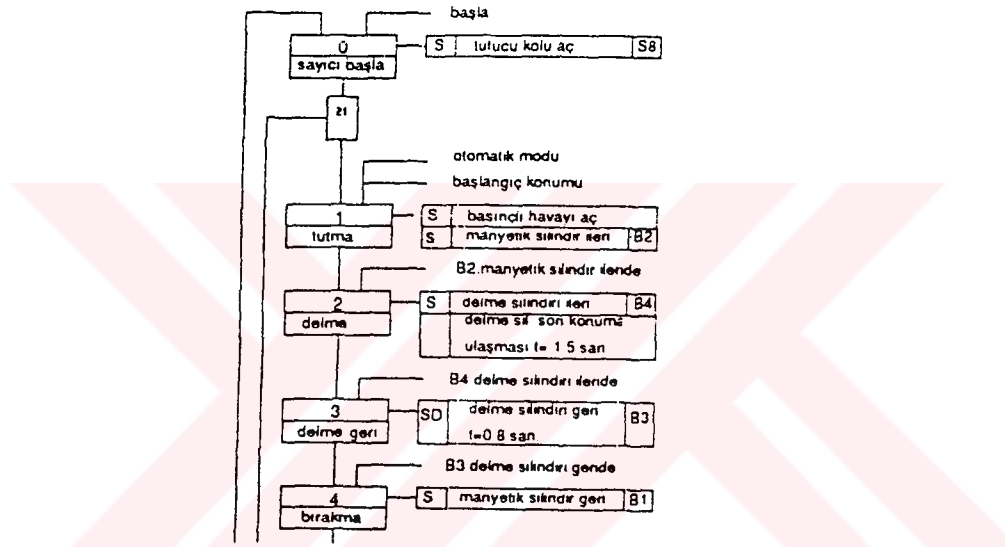 başla
0
S tutucu kolu aç S8
sayıcı başla
21
otomatik modu
başlangıç konumu
1
S basınçlı havayı aç
tutma
S manyetik silindir ileri B2
B2.manyetik silindir ileride
2
S delme silindiri ileri B4
delme
delme sil son konuma
ulaşması t= 1 5 san
B4 delme silindiri ileride
3
SD delme silindiri geri B3
delme geri
t=0 8 san
B3 delme silindiri geride
4
S manyetik silindir geri B1
bırakma